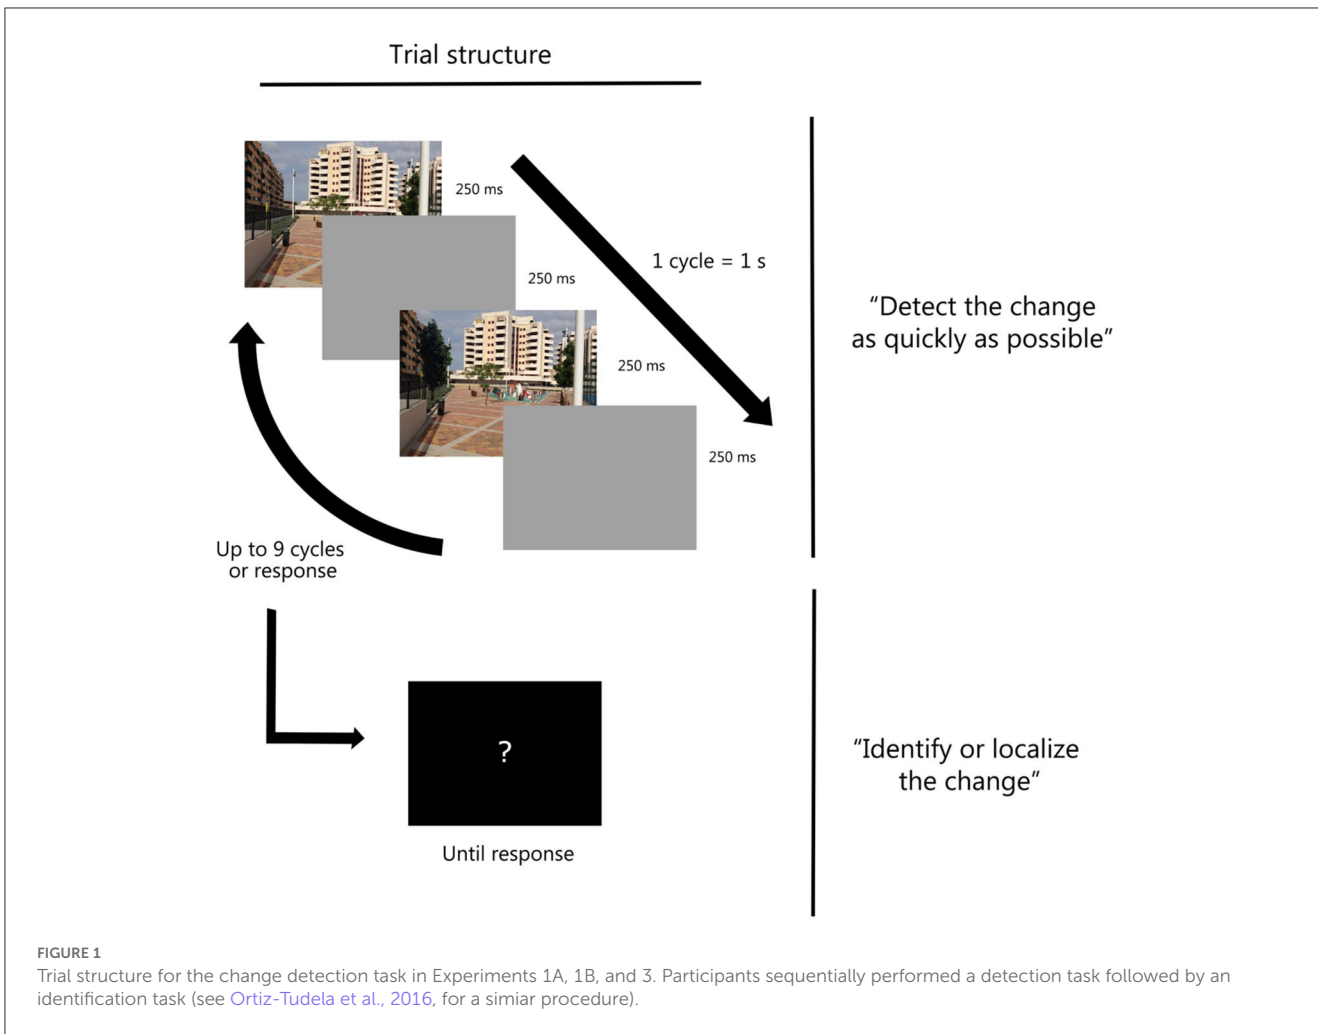 Trial structure
250 ms
250 ms
1 cycle = 1 s
250 ms
250 ms
"Detect the change
as quickly as possible"
Up to 9 cycles
or response
?
Until response
"Identify or localize
the change"
FIGURE 1
Trial structure for the change detection task in Experiments 1A, 1B, and 3. Participants sequentially performed a detection task followed by an
identification task (see Ortiz-Tudela et al., 2016, for a simiar procedure).